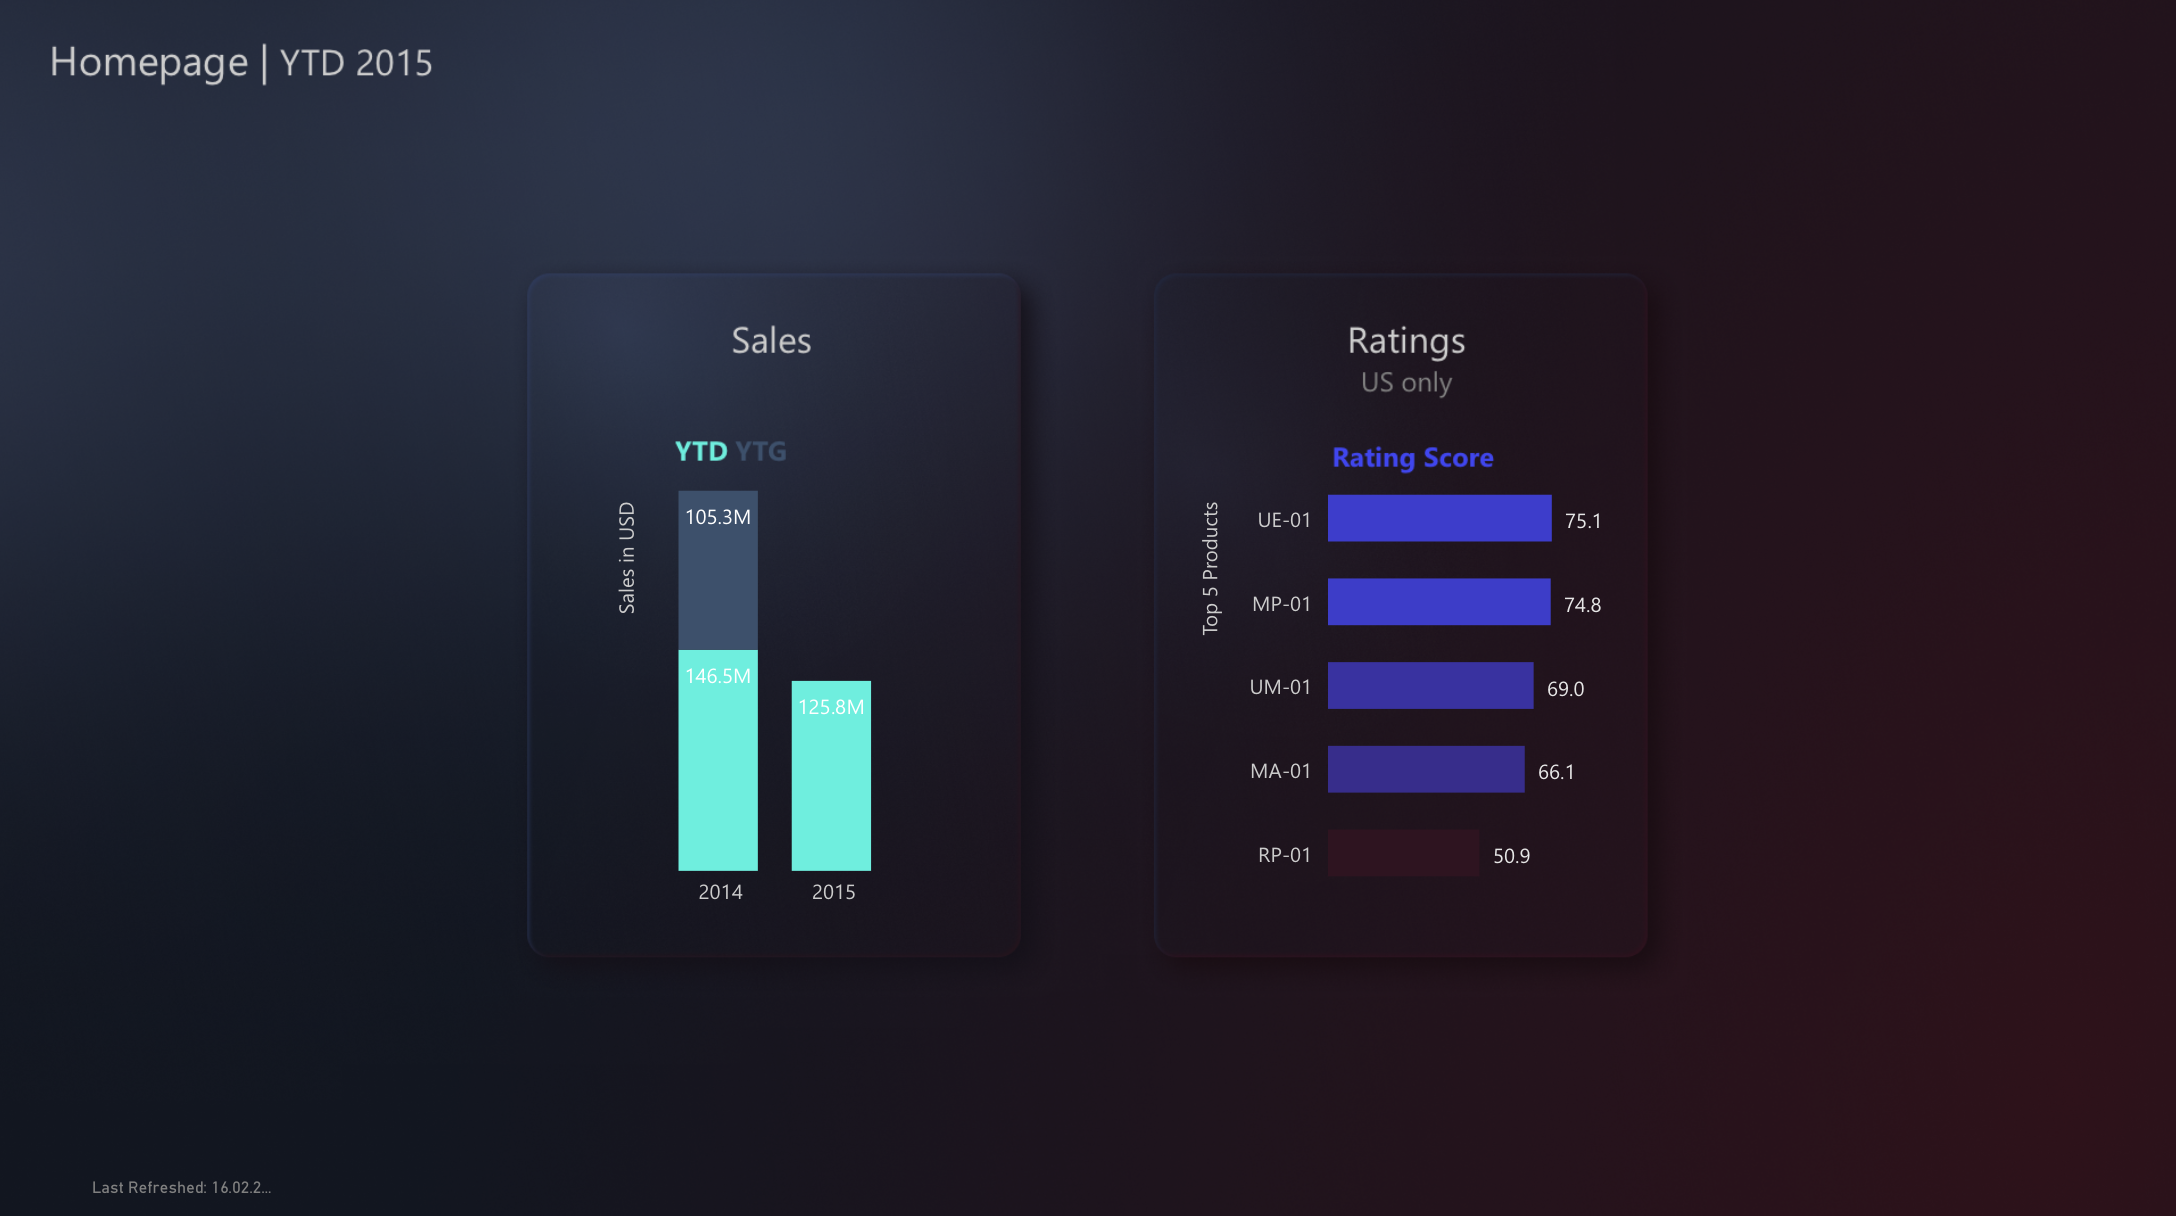 Homepage | YTD 2015
Sales
YTD YTG
Sales in USD
105.3M
146.5M
125.8M
2014
2015
Ratings
US only
Rating Score
Top 5 Products
UE-01 75.1
MP-01 74.8
UM-01 69.0
MA-01 66.1
RP-01 50.9
Last Refreshed: 16.02.2...